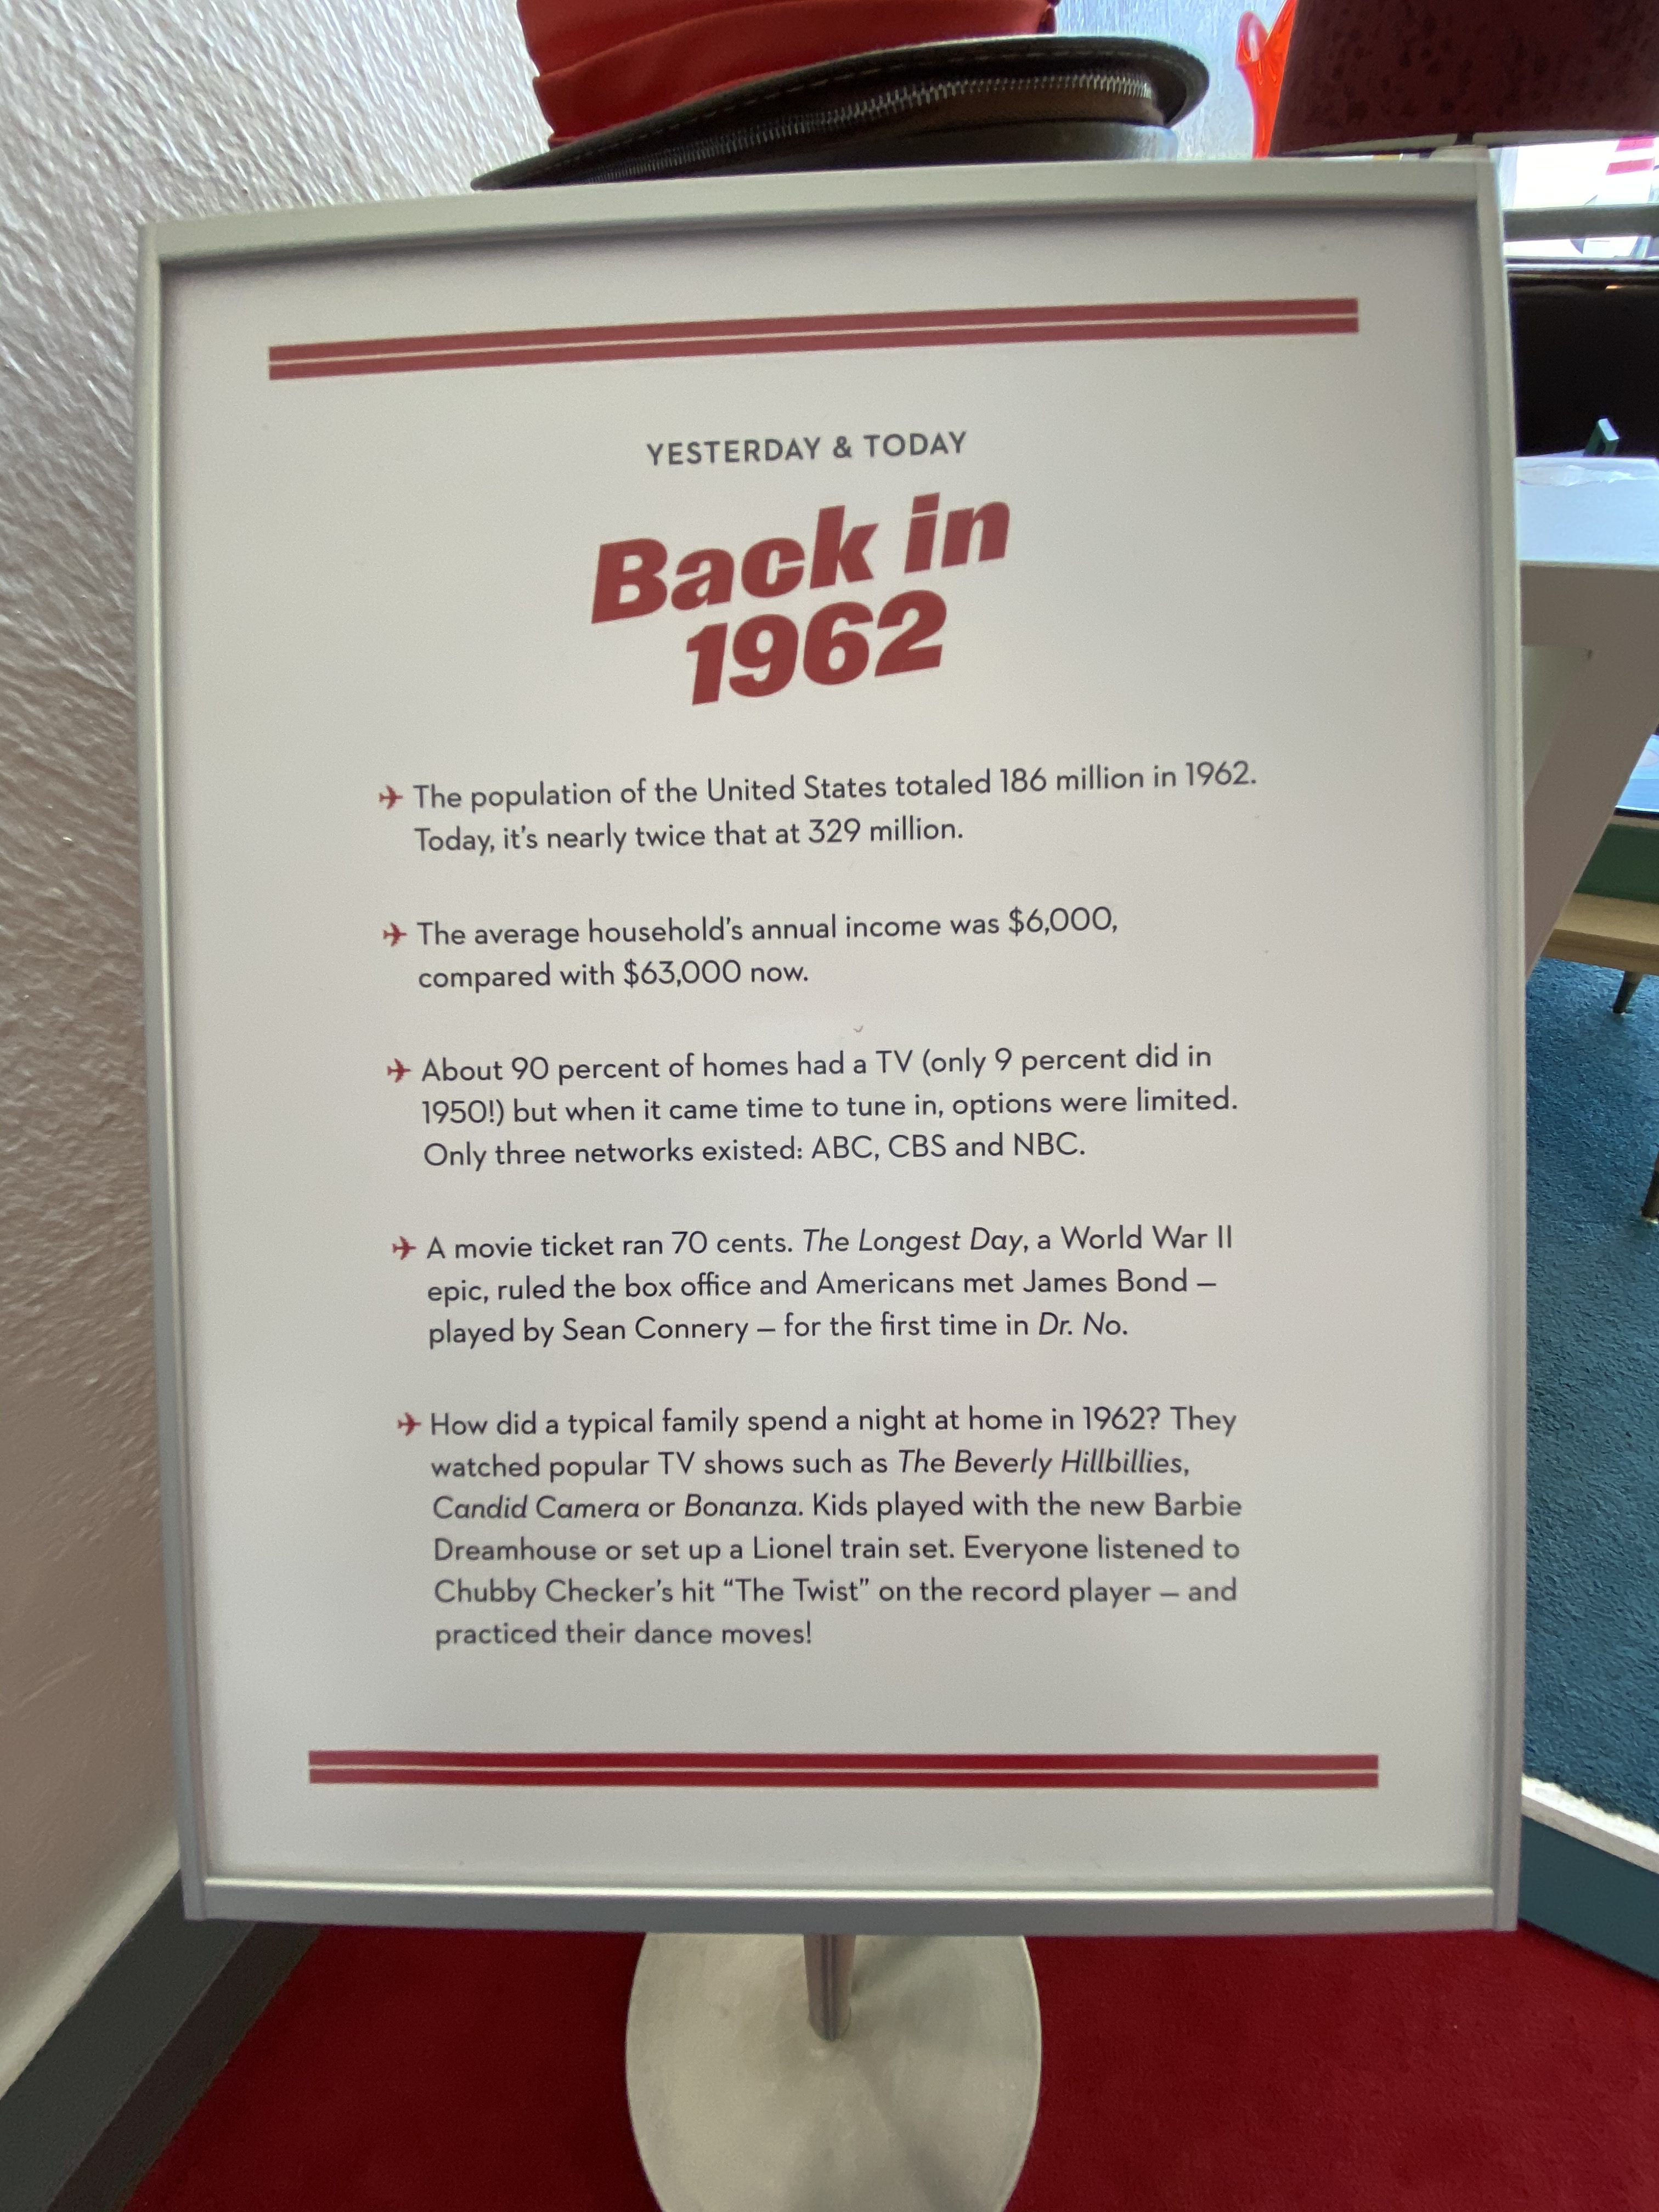 YESTERDAY & TODAY
Back in
1962
The population of the United States totaled 186 million in 1962.
Today, it's nearly twice that at 329 million.
The average household's annual income was $6,000,
compared with $63,000 now.
About 90 percent of homes had a TV (only 9 percent did in
1950!) but when it came time to tune in, options were limited.
Only three networks existed: ABC, CBS and NBC.
A movie ticket ran 70 cents. The Longest Day, a World War II
epic, ruled the box office and Americans met James Bond —
played by Sean Connery — for the first time in Dr. No.
How did a typical family spend a night at home in 1962? They
watched popular TV shows such as The Beverly Hillbillies,
Candid Camera or Bonanza. Kids played with the new Barbie
Dreamhouse or set up a Lionel train set. Everyone listened to
Chubby Checker's hit “The Twist” on the record player — and
practiced their dance moves!